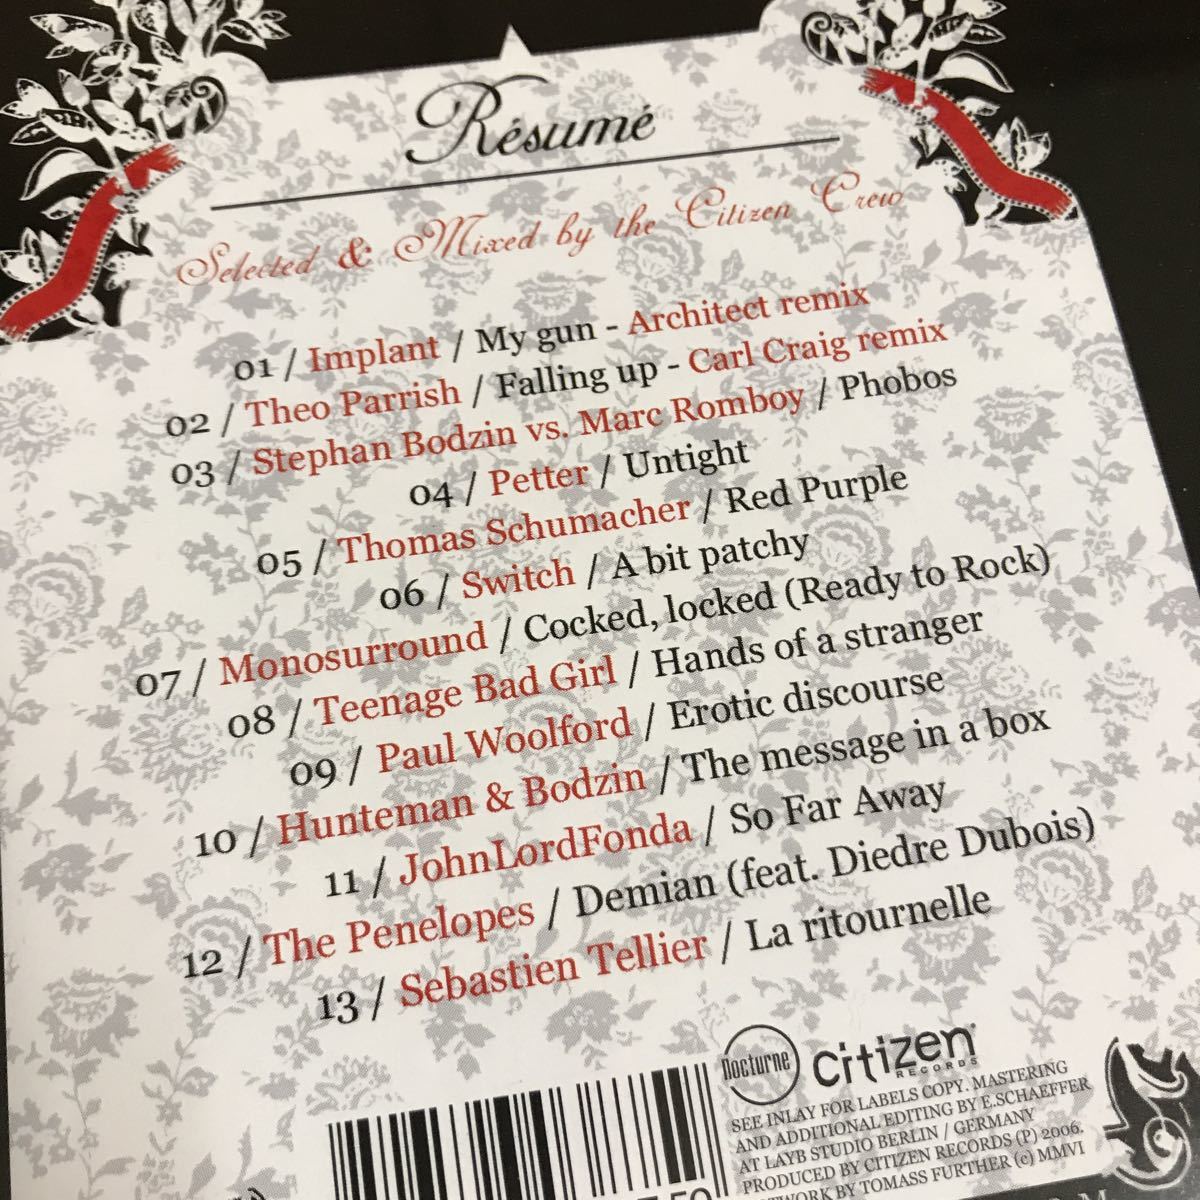 Résumé
Selected & Mixed by the Citizen Crew
01 / Implant / My gun - Architect remix
02 / Theo Parrish / Falling up - Carl Craig remix
03 / Stephan Bodzin vs. Marc Romboy / Phobos
04 / Petter / Untight
05 / Thomas Schumacher / Red Purple
06 / Switch / A bit patchy
07 / Monosurround / Cocked, locked (Ready to Rock)
08 / Teenage Bad Girl / Hands of a stranger
09 / Paul Woolford / Erotic discourse
10 / Hunteman & Bodzin / The message in a box
11 / JohnLordFonda / So Far Away
12 / The Penelopes / Demian (feat. Diedre Dubois)
13 / Sebastien Tellier / La ritournelle
Nocturne
citizen
RECORDS
SEE INLAY FOR LABELS COPY. MASTERING
AND ADDITIONAL EDITING BY E.SCHAEFFER
AT LAYB STUDIO BERLIN / GERMANY
PRODUCED BY CITIZEN RECORDS (P) 2006.
BY TOMASS FURTHER (c) MMVI